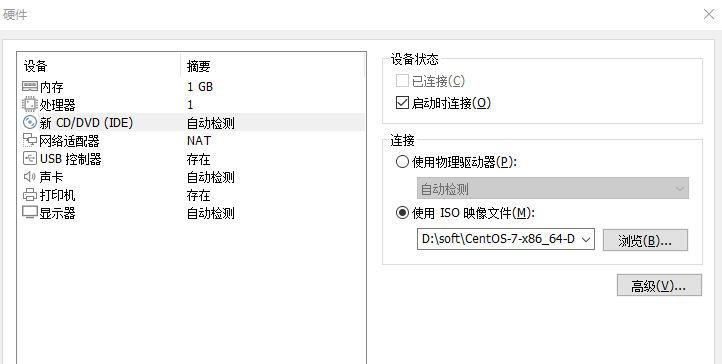 硬件
设备 摘要
内存 1 GB
处理器 1
新 CD/DVD (IDE) 自动检测
网络适配器 NAT
USB 控制器 存在
声卡 自动检测
打印机 存在
显示器 自动检测
设备状态
已连接(C)
启动时连接(O)
连接
使用物理驱动器(P):
自动检测
使用 ISO 映像文件(M):
D:\soft\CentOS-7-x86_64-D
浏览(B)...
高级(V)...